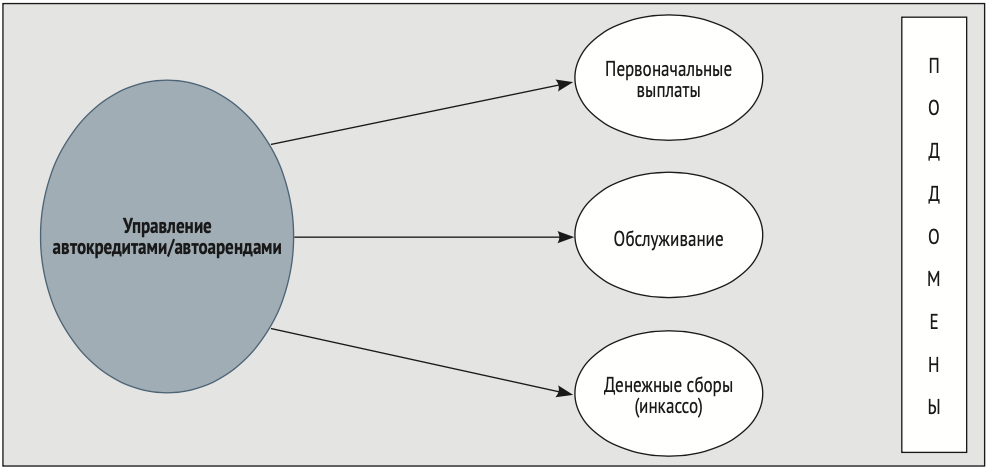 Управление
автокредитами/автоарендами
Первоначальные
выплаты
Обслуживание
Денежные сборы
(инкассо)
П
О
Д
Д
О
М
Е
Н
Ы